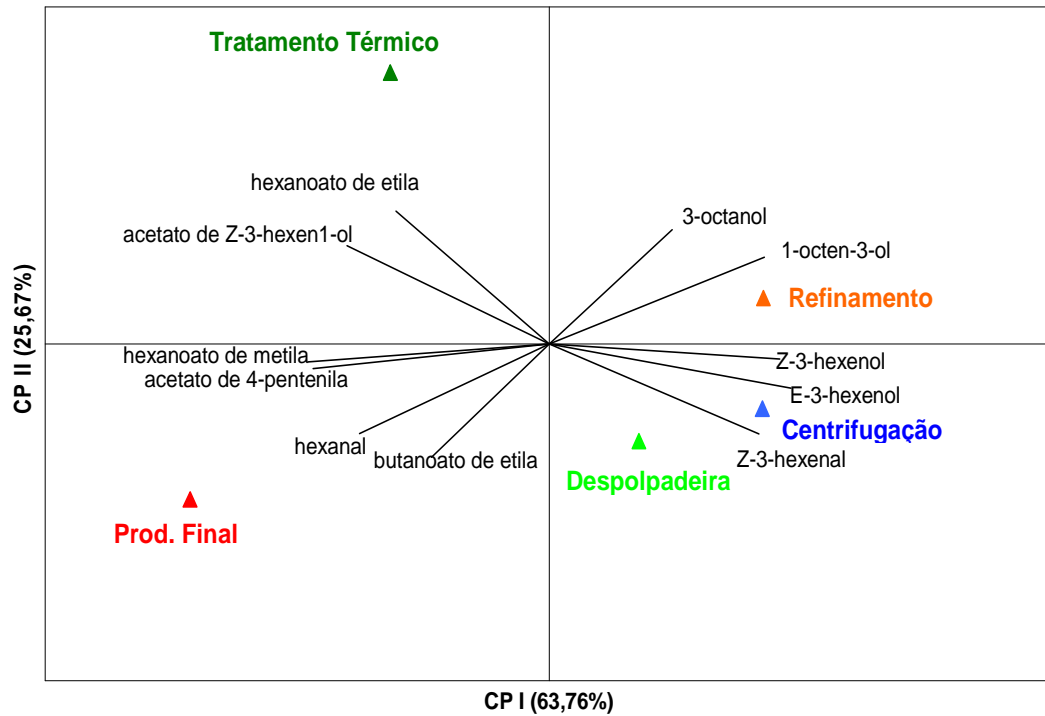 Tratamento Térmico
hexanoato de etila
3-octanol
acetato de Z-3-hexen1-ol
1-octen-3-ol
Refinamento
CP II (25,67%)
hexanoato de metila
Z-3-hexenol
acetato de 4-pentenila
E-3-hexenol
Centrifugação
hexanal
butanoato de etila
Z-3-hexenal
Despolpadeira
Prod. Final
CP I (63,76%)